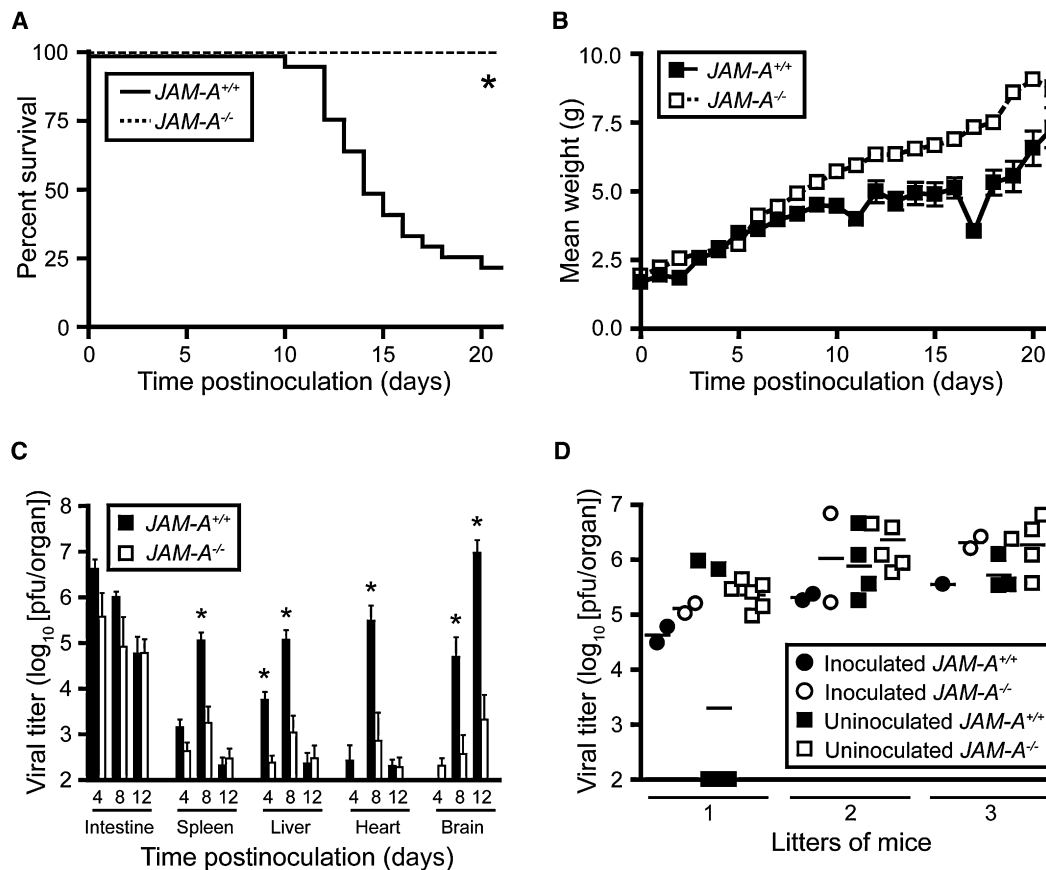 A
100
75
50
25
0
Percent survival
JAM-A+/+
JAM-A-/-
*
0 5 10 15 20
Time postinoculation (days)
B
10.0
7.5
5.0
2.5
0.0
Mean weight (g)
JAM-A+/+
JAM-A-/-
0 5 10 15 20
Time postinoculation (days)
C
8
7
6
5
4
3
2
Viral titer (log10 [pfu/organ])
JAM-A+/+
JAM-A-/-
* * * * * *
4 8 12 4 8 12 4 8 12 4 8 12 4 8 12
Intestine Spleen Liver Heart Brain
Time postinoculation (days)
D
7
6
5
4
3
2
Viral titer (log10 [pfu/organ])
Inoculated JAM-A+/+
Inoculated JAM-A-/-
Uninoculated JAM-A+/+
Uninoculated JAM-A-/-
1 2 3
Litters of mice